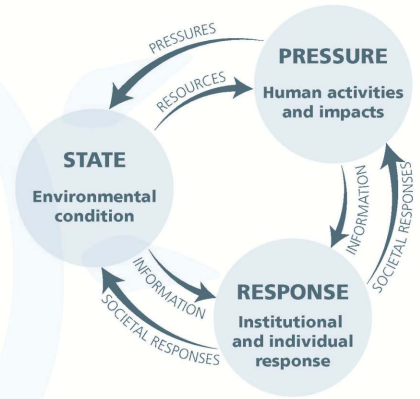 PRESSURES
RESOURCES
PRESSURE
Human activities
and impacts
STATE
Environmental
condition
INFORMATION
SOCIETAL RESPONSES
INFORMATION
SOCIETAL RESPONSES
RESPONSE
Institutional
and individual
response